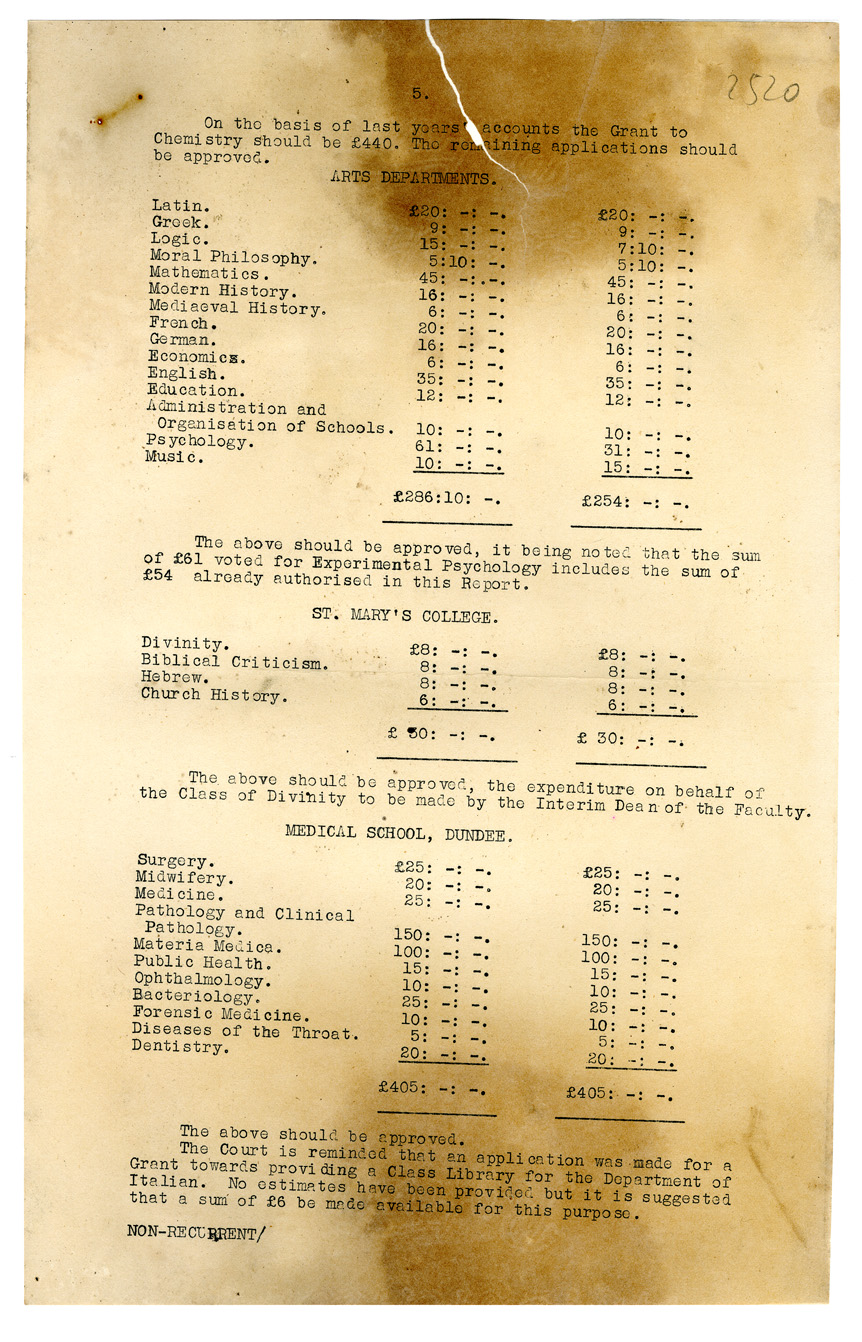 5.
2520
On the basis of last years' accounts the Grant to
Chemistry should be £440. The remaining applications should
be approved.
ARTS DEPARTMENTS.
Latin. £20: -: -. £20: -: -.
Greek. 9: -: -. 9: -: -.
Logic. 15: -: -. 7:10: -.
Moral Philosophy. 5:10: -. 5:10: -.
Mathematics. 45: -:.-. 45: -: -.
Modern History. 16: -: -. 16: -: -.
Mediaeval History. 6: -: -. 6: -: -.
French. 20: -: -. 20: -: -.
German. 16: -: -. 16: -: -.
Economics. 6: -: -. 6: -: -.
English. 35: -: -. 35: -: -.
Education. 12: -: -. 12: -: -.
Administration and
Organisation of Schools. 10: -: -. 10: -: -.
Psychology. 61: -: -. 31: -: -.
Music. 10: -: -. 15: -: -.
£286:10: -. £254: -: -.
The above should be approved, it being noted that the sum
of £61 voted for Experimental Psychology includes the sum of
£54 already authorised in this Report.
ST. MARY'S COLLEGE.
Divinity. £8: -: -. £8: -: -.
Biblical Criticism. 8: -: -. 8: -: -.
Hebrew. 8: -: -. 8: -: -.
Church History. 6: -: -. 6: -: -.
£ 30: -: -. £ 30: -: -.
The above should be approved, the expenditure on behalf of
the Class of Divinity to be made by the Interim Dean of the Faculty.
MEDICAL SCHOOL, DUNDEE.
Surgery. £25: -: -. £25: -: -.
Midwifery. 20: -: -. 20: -: -.
Medicine. 25: -: -. 25: -: -.
Pathology and Clinical
Pathology. 150: -: -. 150: -: -.
Materia Medica. 100: -: -. 100: -: -.
Public Health. 15: -: -. 15: -: -.
Ophthalmology. 10: -: -. 10: -: -.
Bacteriology. 25: -: -. 25: -: -.
Forensic Medicine. 10: -: -. 10: -: -.
Diseases of the Throat. 5: -: -. 5: -: -.
Dentistry. 20: -: -. 20: -: -.
£405: -: -. £405: -: -.
The above should be approved.
The Court is reminded that an application was made for a
Grant towards providing a Class Library for the Department of
Italian. No estimates have been provided but it is suggested
that a sum of £6 be made available for this purpose.
NON-RECURRENT/